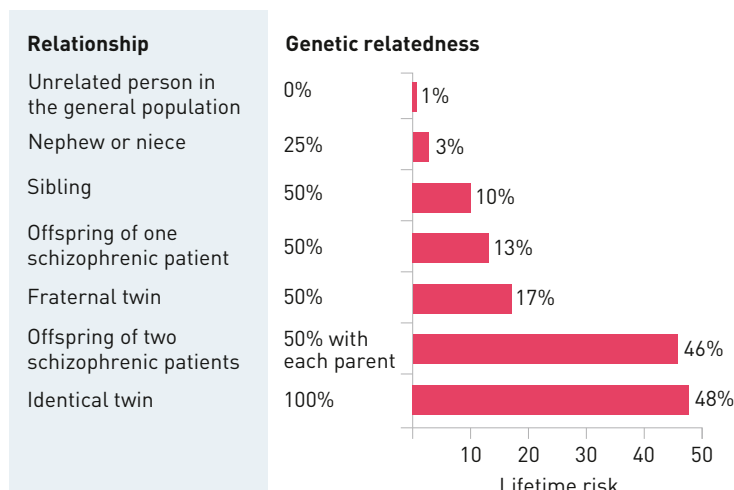 Relationship Genetic relatedness
Unrelated person in
the general population 0% 1%
Nephew or niece 25% 3%
Sibling 50% 10%
Offspring of one
schizophrenic patient 50% 13%
Fraternal twin 50% 17%
Offspring of two
schizophrenic patients
50% with
each parent 46%
Identical twin 100% 48%
10 20 30 40 50
Lifetime risk